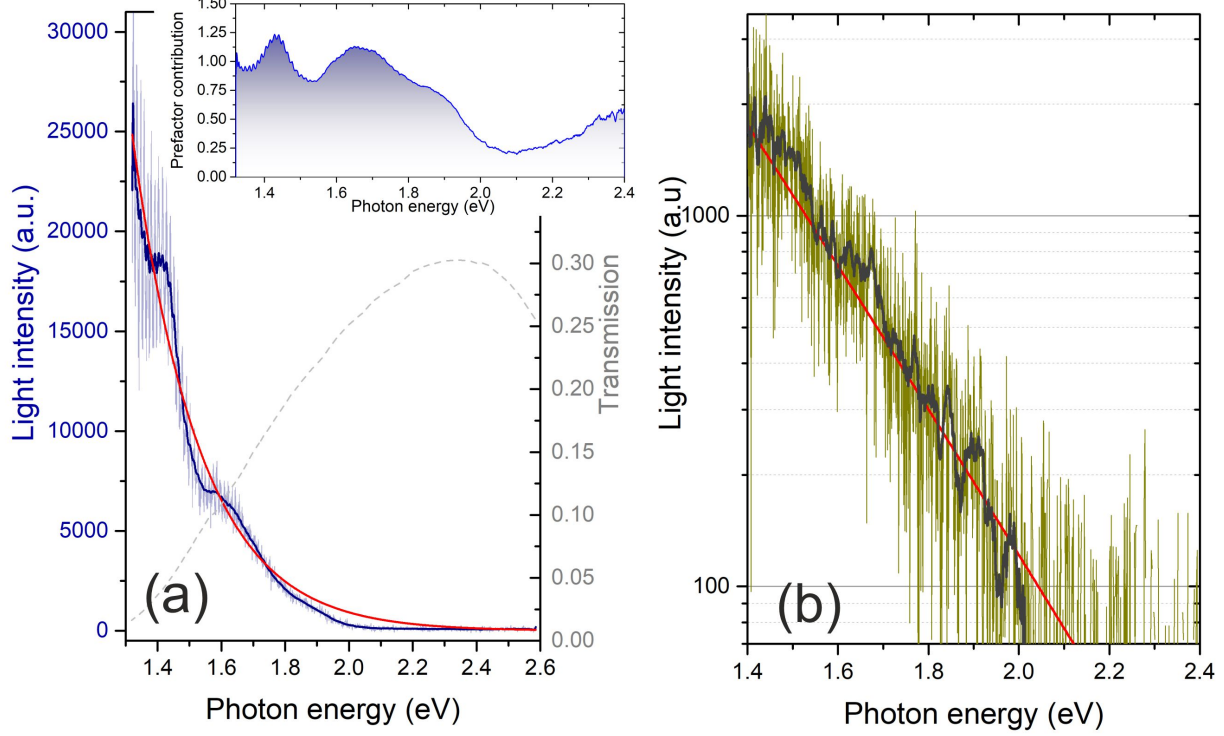 1.50
1.25
1.00
0.75
0.50
0.25
0.00
Prefactor contribution
1.4 1.6 1.8 2.0 2.2 2.4
Photon energy (eV)
30000
25000
20000
15000
10000
5000
0
Light intensity (a.u.)
0.30
0.25
0.20
0.15
0.10
0.05
0.00
Transmission
(a)
1.4 1.6 1.8 2.0 2.2 2.4 2.6
Photon energy (eV)
1000
100
Light intensity (a.u)
(b)
1.4 1.6 1.8 2.0 2.2 2.4
Photon energy (eV)